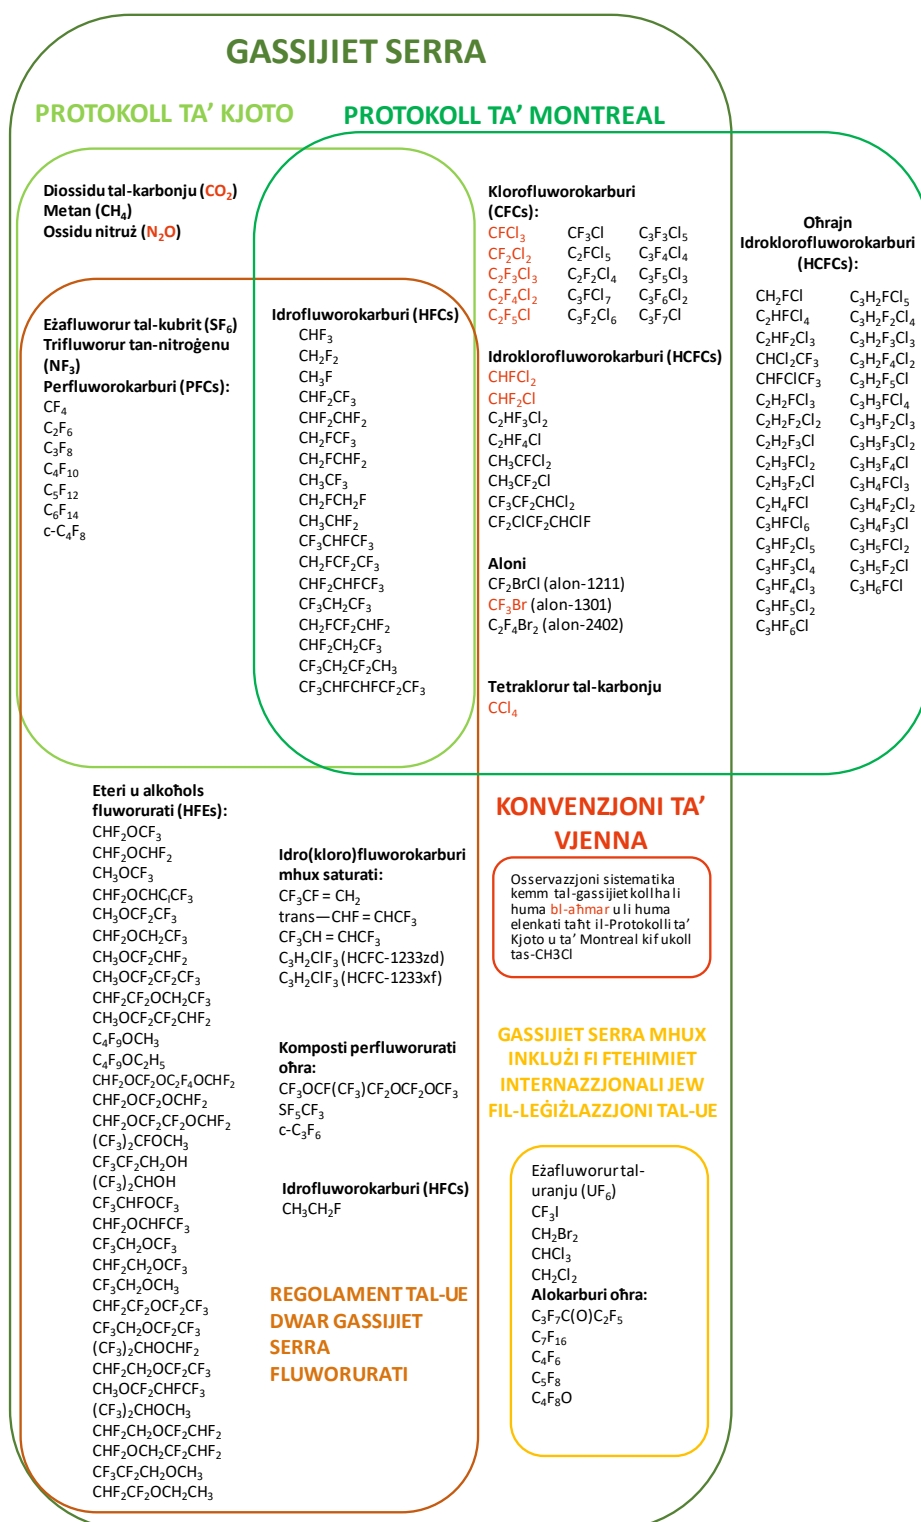 GASSIJIET SERRA
PROTOKOLL TA’ KJOTO
PROTOKOLL TA’ MONTREAL
Diossidu tal-karbonju (CO₂)
Metan (CH₄)
Ossidu nitruż (N₂O)
Eżafluworur tal-kubrit (SF₆)
Trifluworur tan-nitroġenu
(NF₃)
Perfluworokarburi (PFCs):
CF₄
C₂F₆
C₃F₈
C₄F₁₀
C₅F₁₂
C₆F₁₄
c-C₄F₈
Idrofluworokarburi (HFCs)
CHF₃
CH₂F₂
CH₃F
CHF₂CF₃
CHF₂CHF₂
CH₂FCF₃
CH₂FCHF₂
CH₃CF₃
CH₂FCH₂F
CH₃CHF₂
CF₃CHFCF₃
CH₂FCF₂CF₃
CHF₂CHFCF₃
CF₃CH₂CF₃
CH₂FCF₂CHF₂
CHF₂CH₂CF₃
CF₃CH₂CF₂CH₃
CF₃CHFCHFCF₂CF₃
Klorofluworokarburi
(CFCs):
CFCl₃ CF₃Cl C₃F₃Cl₅
CF₂Cl₂ C₂FCl₅ C₃F₄Cl₄
C₂F₃Cl₃ C₂F₂Cl₄ C₃F₅Cl₃
C₂F₄Cl₂ C₃FCl₇ C₃F₆Cl₂
C₂F₅Cl C₃F₂Cl₆ C₃F₇Cl
Idroklorofluworokarburi (HCFCs)
CHFCl₂
CHF₂Cl
C₂HF₃Cl₂
C₂HF₄Cl
CH₃CFCl₂
CH₃CF₂Cl
CF₃CF₂CHCl₂
CF₂ClCF₂CHClF
Aloni
CF₂BrCl (alon-1211)
CF₃Br (alon-1301)
C₂F₄Br₂ (alon-2402)
Tetraklorur tal-karbonju
CCl₄
Oħrajn
Idroklorofluworokarburi
(HCFCs):
CH₂FCl C₃H₂FCl₅
C₂HFCl₄ C₃H₂F₂Cl₄
C₂HF₂Cl₃ C₃H₂F₃Cl₃
CHCl₂CF₃ C₃H₂F₄Cl₂
CHFClCF₃ C₃H₂F₅Cl
C₂H₂FCl₃ C₃H₃FCl₄
C₂H₂F₂Cl₂ C₃H₃F₂Cl₃
C₂H₂F₃Cl C₃H₃F₃Cl₂
C₂H₃FCl₂ C₃H₃F₄Cl
C₂H₃F₂Cl C₃H₄FCl₃
C₂H₄FCl C₃H₄F₂Cl₂
C₃HFCl₆ C₃H₄F₃Cl
C₃HF₂Cl₅ C₃H₅FCl₂
C₃HF₃Cl₄ C₃H₅F₂Cl
C₃HF₄Cl₃ C₃H₆FCl
C₃HF₅Cl₂
C₃HF₆Cl
Eteri u alkoħols
fluworurati (HFEs):
CHF₂OCF₃
CHF₂OCHF₂
CH₃OCF₃
CHF₂OCHCₗCF₃
CH₃OCF₂CF₃
CHF₂OCH₂CF₃
CH₃OCF₂CHF₂
CH₃OCF₂CF₂CF₃
CHF₂CF₂OCH₂CF₃
CH₃OCF₂CF₂CHF₂
C₄F₉OCH₃
C₄F₉OC₂H₅
CHF₂OCF₂OC₂F₄OCHF₂
CHF₂OCF₂OCHF₂
CHF₂OCF₂CF₂OCHF₂
(CF₃)₂CFOCH₃
CF₃CF₂CH₂OH
(CF₃)₂CHOH
CF₃CHFOCF₃
CHF₂OCHFCF₃
CF₃CH₂OCF₃
CHF₂CH₂OCF₃
CF₃CH₂OCH₃
CHF₂CF₂OCF₂CF₃
CF₃CH₂OCF₂CF₃
(CF₃)₂CHOCHF₂
CHF₂CH₂OCF₂CF₃
CH₃OCF₂CHFCF₃
(CF₃)₂CHOCH₃
CHF₂CH₂OCF₂CHF₂
CHF₂OCH₂CF₂CHF₂
CF₃CF₂CH₂OCH₃
CHF₂CF₂OCH₂CH₃
Idro(kloro)fluworokarburi
mhux saturati:
CF₃CF = CH₂
trans—CHF = CHCF₃
CF₃CH = CHCF₃
C₃H₂ClF₃ (HCFC-1233zd)
C₃H₂ClF₃ (HCFC-1233xf)
Komposti perfluworurati
oħra:
CF₃OCF(CF₃)CF₂OCF₂OCF₃
SF₅CF₃
c-C₃F₆
Idrofluworokarburi (HFCs)
CH₃CH₂F
REGOLAMENT TAL-UE
DWAR GASSIJIET
SERRA
FLUWORURATI
KONVENZJONI TA’
VJENNA
Osservazzjoni sistematika
kemm tal-gassijiet kollha li
huma bl-aħmar u li huma
elenkati taħt il-Protokolli ta’
Kjoto u ta’ Montreal kif ukoll
tas-CH3Cl
GASSIJIET SERRA MHUX
INKLUŻI FI FTEHIMIET
INTERNAZZJONALI JEW
FIL-LEĠIŻLAZZJONI TAL-UE
Eżafluworur tal-
uranju (UF₆)
CF₃I
CH₂Br₂
CHCl₃
CH₂Cl₂
Alokarburi oħra:
C₃F₇C(O)C₂F₅
C₇F₁₆
C₄F₆
C₅F₈
C₄F₈O